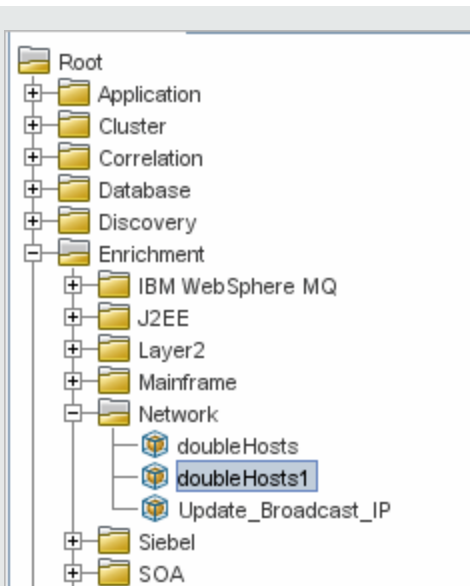 Root
Application
Cluster
Correlation
Database
Discovery
Enrichment
IBM WebSphere MQ
J2EE
Layer2
Mainframe
Network
doubleHosts
doubleHosts1
Update_Broadcast_IP
Siebel
SOA